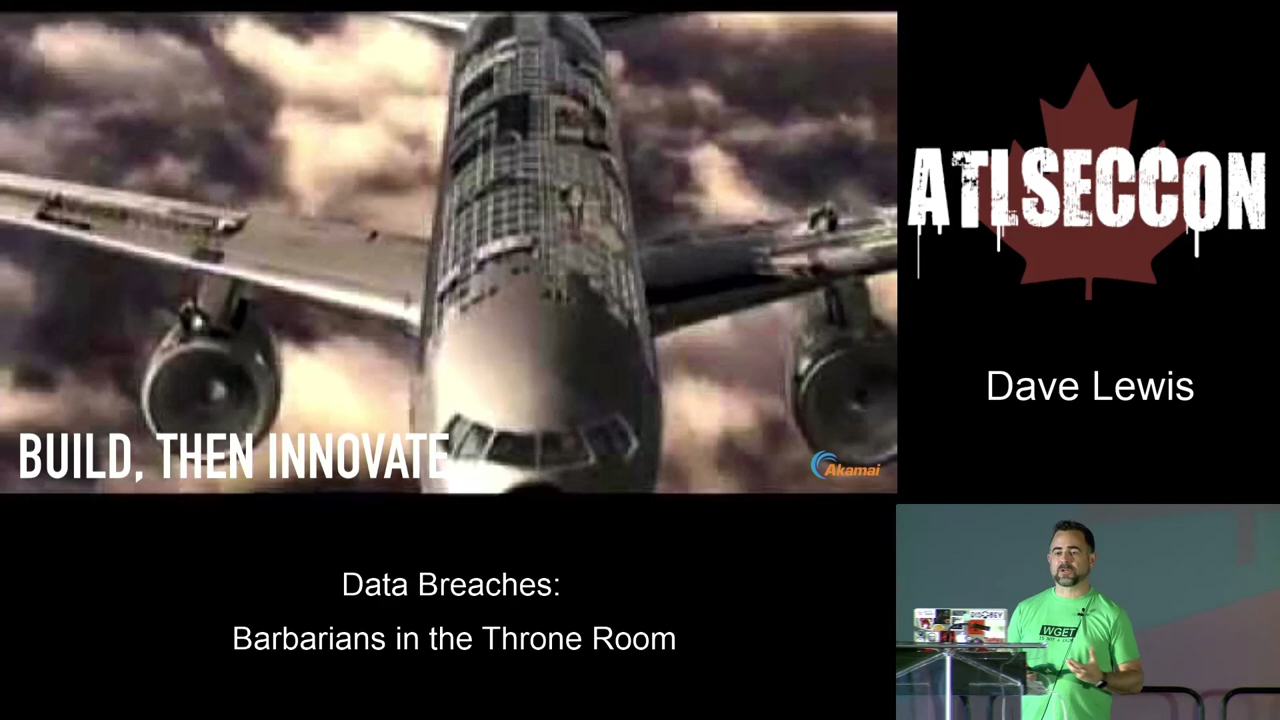 BUILD, THEN INNOVATE
Akamai
ATLSECCON
Dave Lewis
Data Breaches:
Barbarians in the Throne Room
WGET